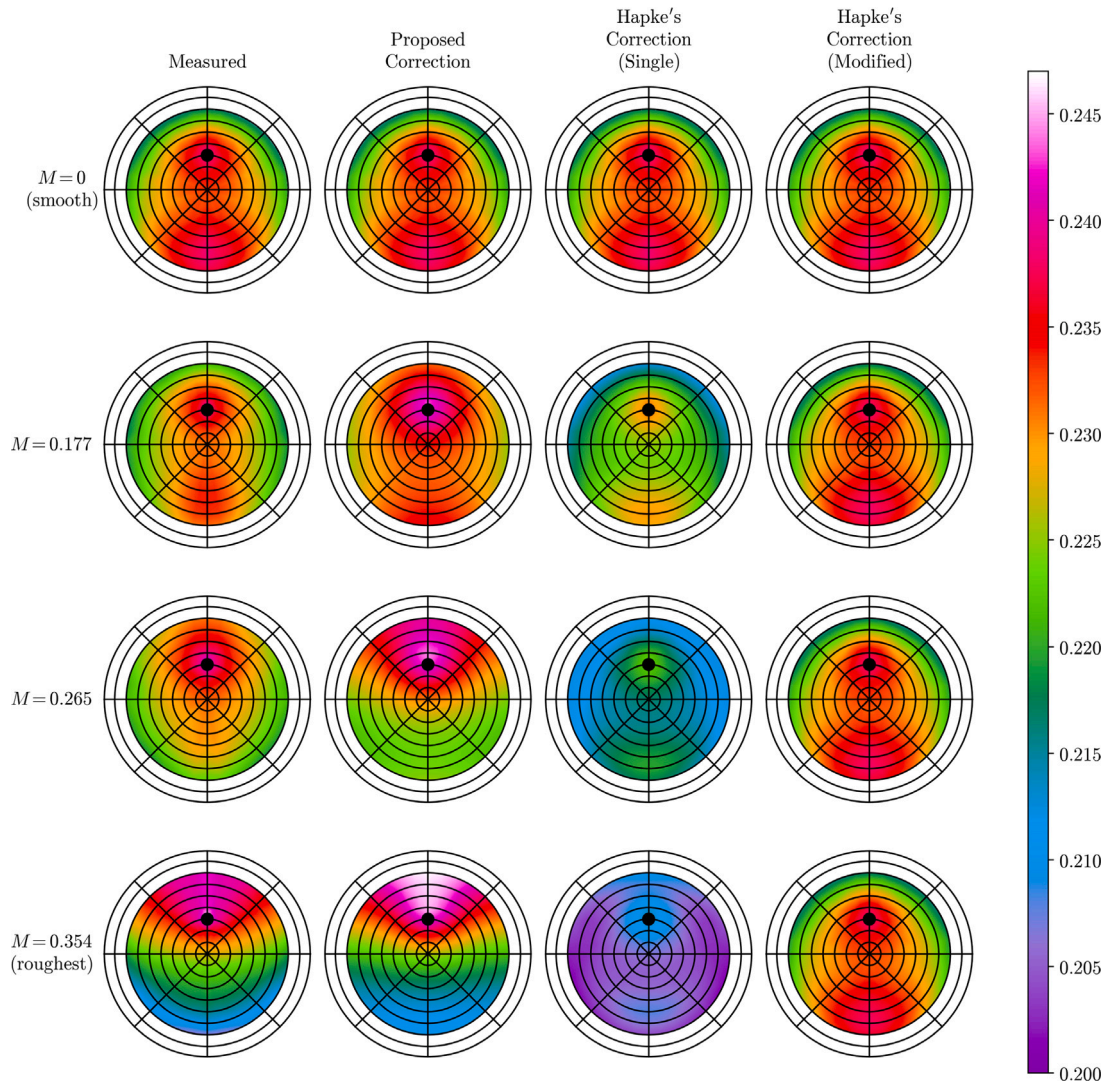 Measured
Proposed
Correction
Hapke′s
Correction
(Single)
Hapke′s
Correction
(Modified)
M = 0
(smooth)
M = 0.177
M = 0.265
M = 0.354
(roughest)
0.245
0.240
0.235
0.230
0.225
0.220
0.215
0.210
0.205
0.200